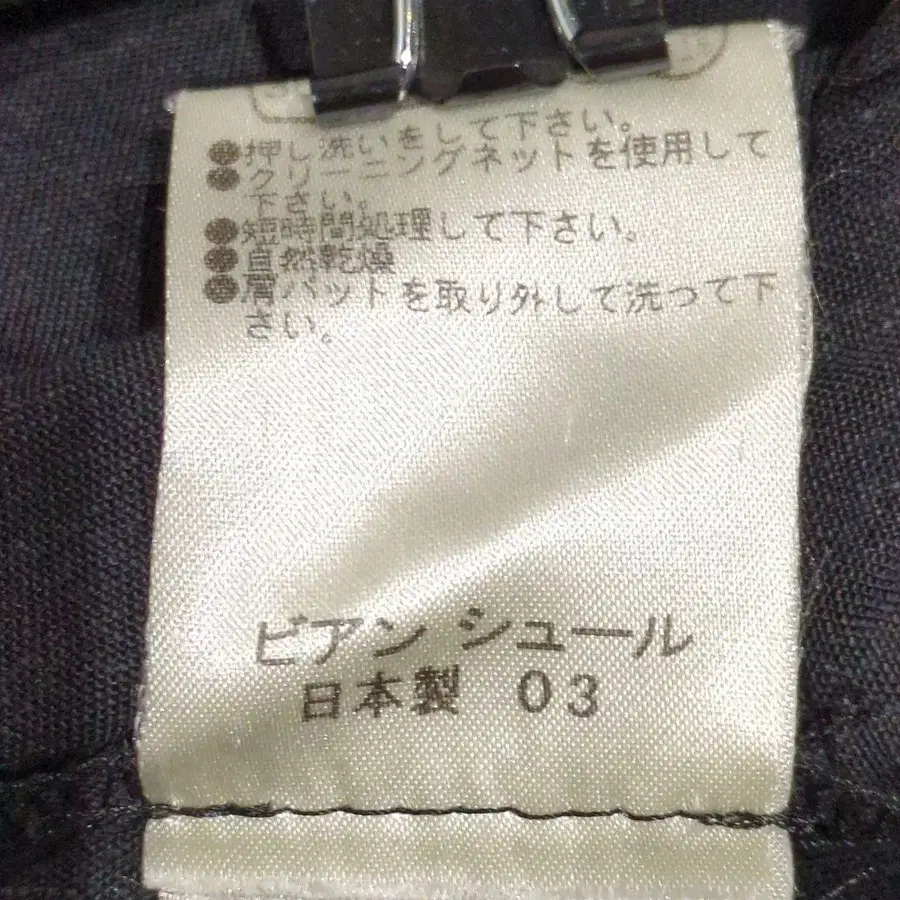 ●押し洗いをして下さい。
●クリーニングネットを使用して
下さい。
●短時間処理して下さい。
●自然乾燥
●肩パットを取り外して洗って下
さい。
ビアン シュール
日本製 03